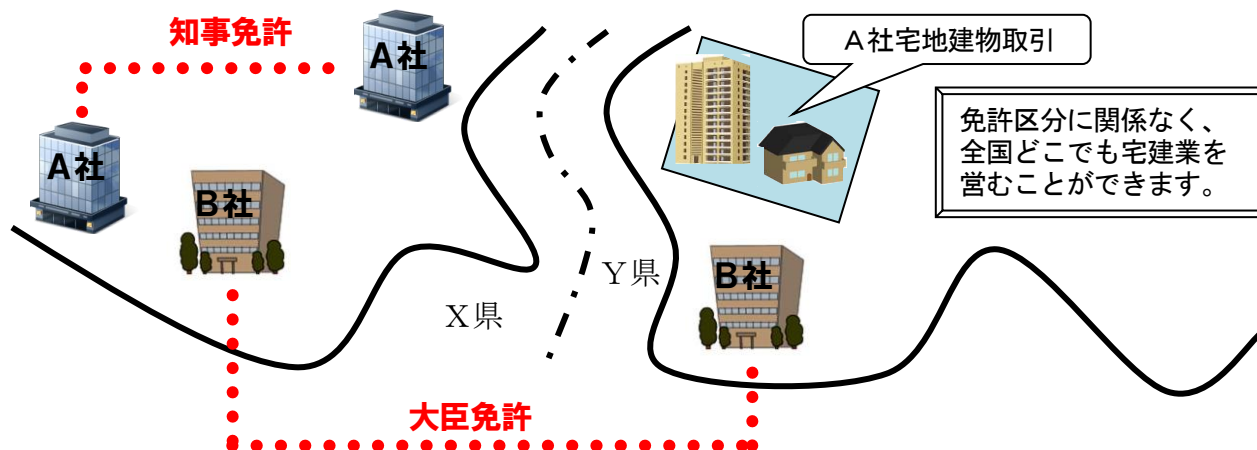 知事免許
A社
A社
B社
A社宅地建物取引
免許区分に関係なく、
全国どこでも宅建業を
営むことができます。
X県
Y県
B社
大臣免許